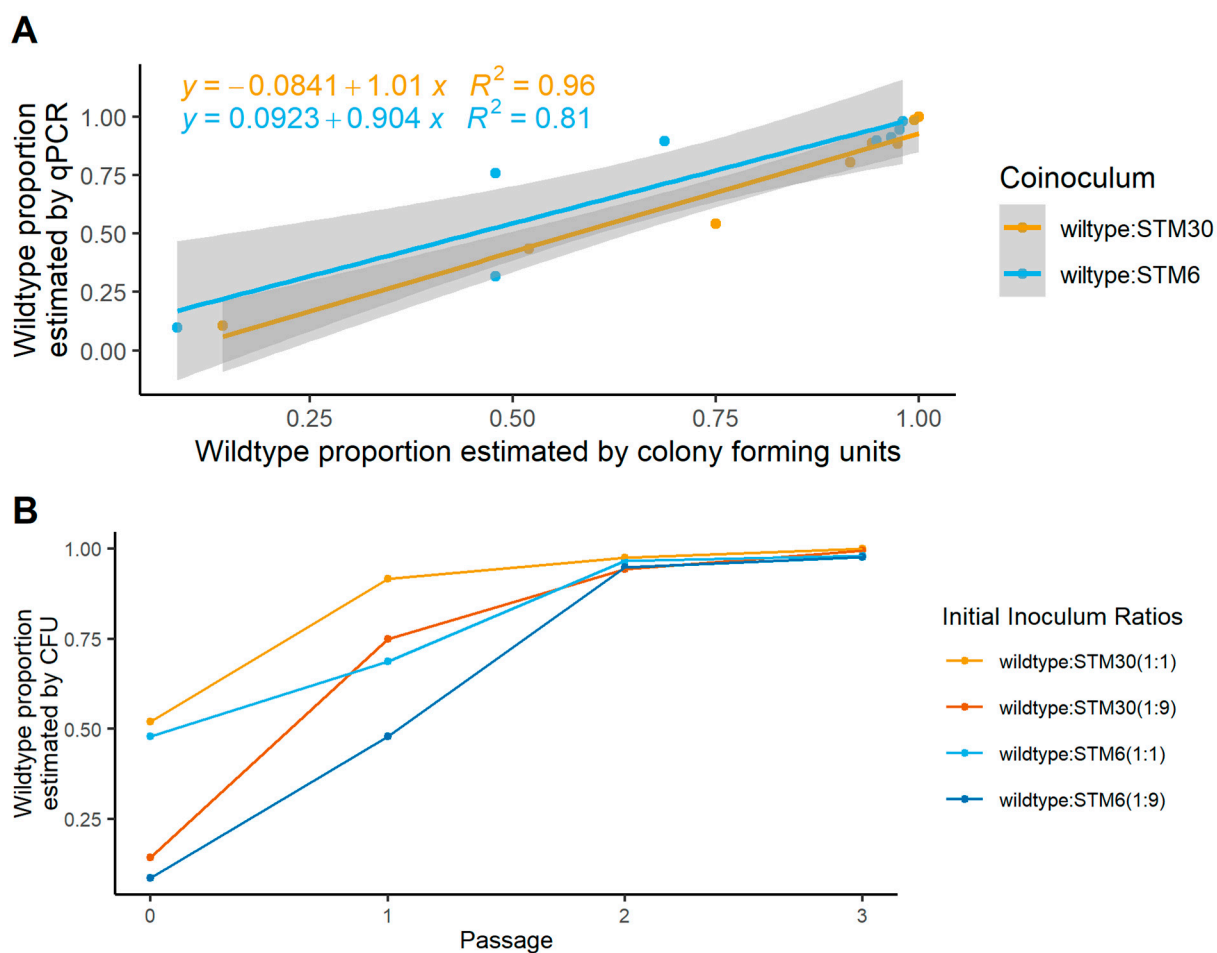 A
y = −0.0841 + 1.01 x R² = 0.96
y = 0.0923 + 0.904 x R² = 0.81
Wildtype proportion
estimated by qPCR
1.00
0.75
0.50
0.25
0.00
0.25 0.50 0.75 1.00
Wildtype proportion estimated by colony forming units
Coinoculum
wiltype:STM30
wiltype:STM6
B
Wildtype proportion
estimated by CFU
1.00
0.75
0.50
0.25
0 1 2 3
Passage
Initial Inoculum Ratios
wildtype:STM30(1:1)
wildtype:STM30(1:9)
wildtype:STM6(1:1)
wildtype:STM6(1:9)